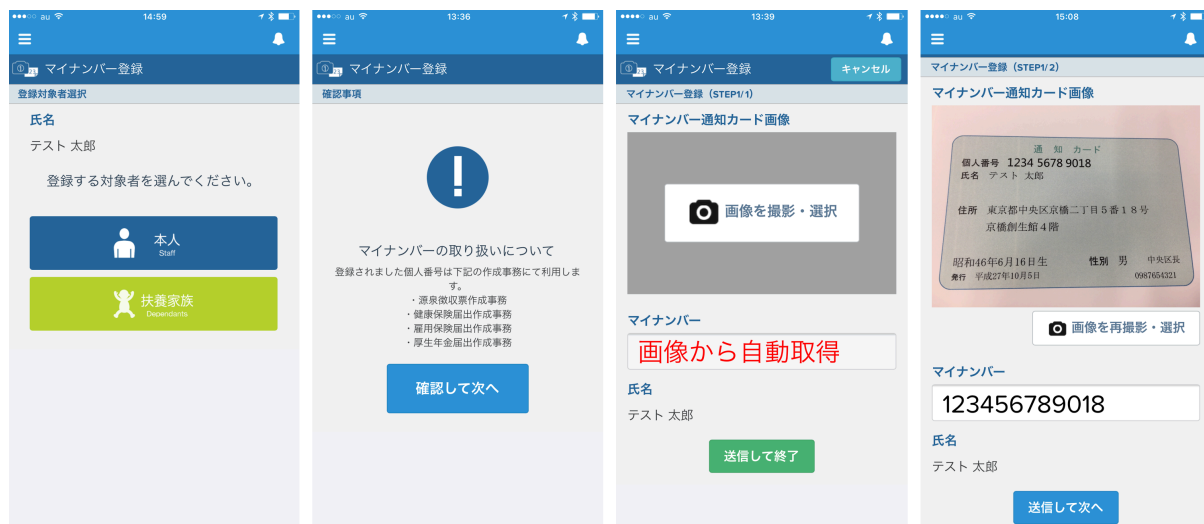 au 14:59
マイナンバー登録
登録対象者選択
氏名
テスト 太郎
登録する対象者を選んでください。
本人
Staff
扶養家族
Dependants
au 13:36
マイナンバー登録
確認事項
マイナンバーの取り扱いについて
登録されました個人番号は下記の作成事務にて利用しま
す。
・源泉徴収票作成事務
・健康保険届出作成事務
・雇用保険届出作成事務
・厚生年金届出作成事務
確認して次へ
au 13:39
マイナンバー登録 キャンセル
マイナンバー登録（STEP1/1）
マイナンバー通知カード画像
画像を撮影・選択
マイナンバー
画像から自動取得
氏名
テスト 太郎
送信して終了
au 15:08
マイナンバー登録（STEP1/2）
マイナンバー通知カード画像
通 知 カード
個人番号 1234 5678 9018
氏名 テスト 太郎
住所 東京都中央区京橋二丁目5番18号
京橋創生館4階
昭和46年6月16日生 性別 男 中央区長
発行 平成27年10月5日 0987654321
画像を再撮影・選択
マイナンバー
123456789018
氏名
テスト 太郎
送信して次へ